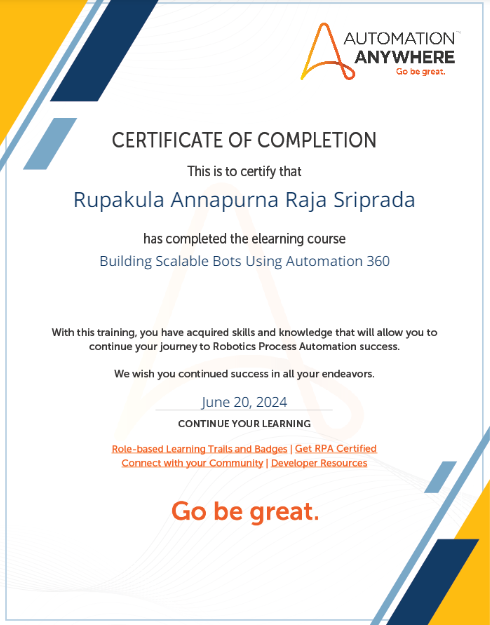 AUTOMATION
ANYWHERE
Go be great.
CERTIFICATE OF COMPLETION
This is to certify that
Rupakula Annapurna Raja Sriprada
has completed the elearning course
Building Scalable Bots Using Automation 360
With this training, you have acquired skills and knowledge that will allow you to
continue your journey to Robotics Process Automation success.
We wish you continued success in all your endeavors.
June 20, 2024
CONTINUE YOUR LEARNING
Role-based Learning Trails and Badges | Get RPA Certified
Connect with your Community | Developer Resources
Go be great.